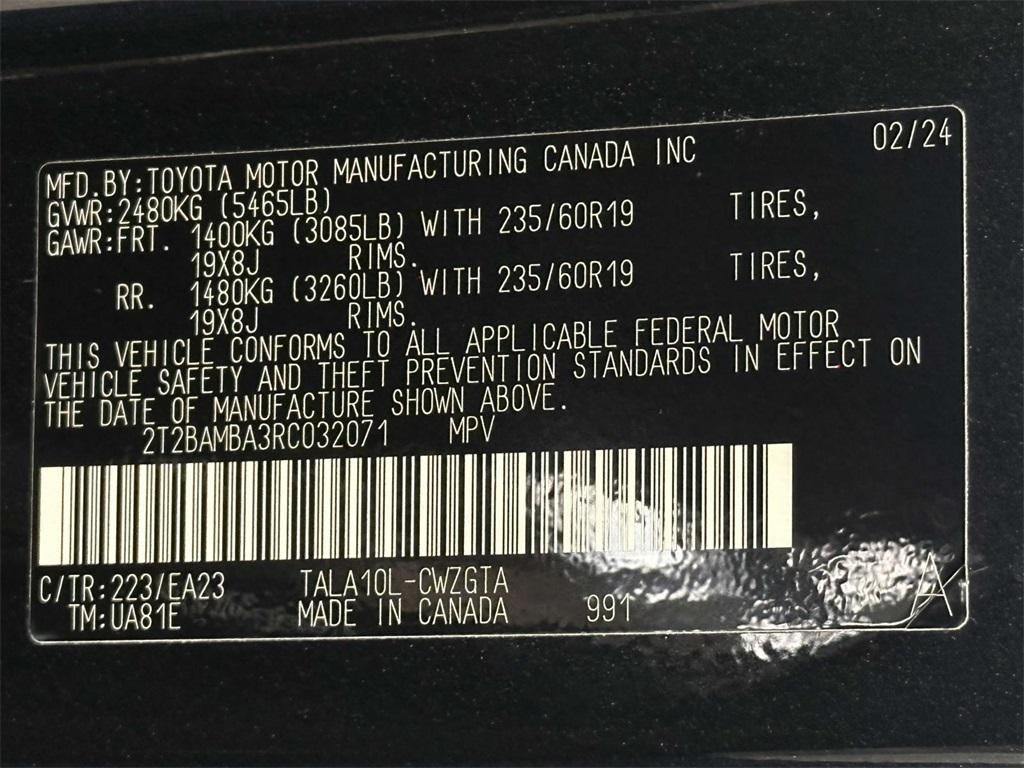 02/24
MFD.BY:TOYOTA MOTOR MANUFACTURING CANADA INC
GVWR:2480KG (5465LB)
GAWR:FRT. 1400KG (3085LB) WITH 235/60R19 TIRES,
19X8J RIMS.
RR. 1480KG (3260LB) WITH 235/60R19 TIRES,
19X8J RIMS.
THIS VEHICLE CONFORMS TO ALL APPLICABLE FEDERAL MOTOR
VEHICLE SAFETY AND THEFT PREVENTION STANDARDS IN EFFECT ON
THE DATE OF MANUFACTURE SHOWN ABOVE.
2T2BAMBA3RC032071 MPV
C/TR:223/EA23 TALA10L-CWZGTA
TM:UA81E MADE IN CANADA 991 A